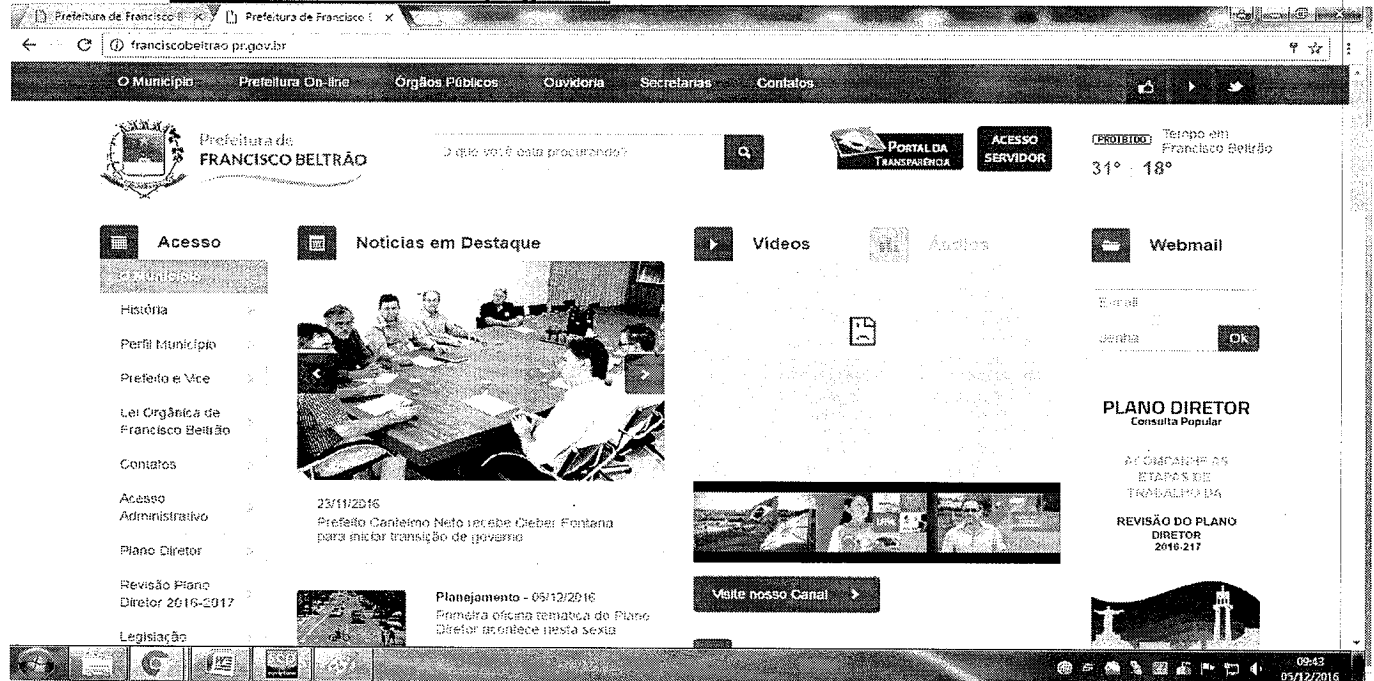 Prefeitura de Francisco
Prefeitura de Francisco
franciscobeltrao.pr.gov.br
O Município
Prefeitura On-line
Órgãos Públicos
Ouvidoria
Secretarias
Contatos
Prefeitura de
FRANCISCO BELTRÃO
O que você está procurando?
PORTAL DA
TRANSPARÊNCIA
ACESSO
SERVIDOR
PROIBIDO
Tempo em
Francisco Beltrão
31° 18°
Acesso
Notícias em Destaque
Vídeos
Áudios
Webmail
O Município
História
Perfil Município
Prefeito e Vice
Lei Orgânica de
Francisco Beltrão
Contatos
Acesso
Administrativo
Plano Diretor
Revisão Plano
Diretor 2016-2017
Legislação
23/11/2016
Prefeito Cantelmo Neto recebe Cleber Fontana
para iniciar transição de governo
Planejamento - 05/12/2016
Primeira oficina temática do Plano
Diretor acontece nesta sexta
Visite nosso Canal
E-mail
Senha
OK
PLANO DIRETOR
Consulta Popular
ACOMPANHE AS
ETAPAS DE
TRABALHO DA
REVISÃO DO PLANO
DIRETOR
2016-217
09:43
05/12/2016